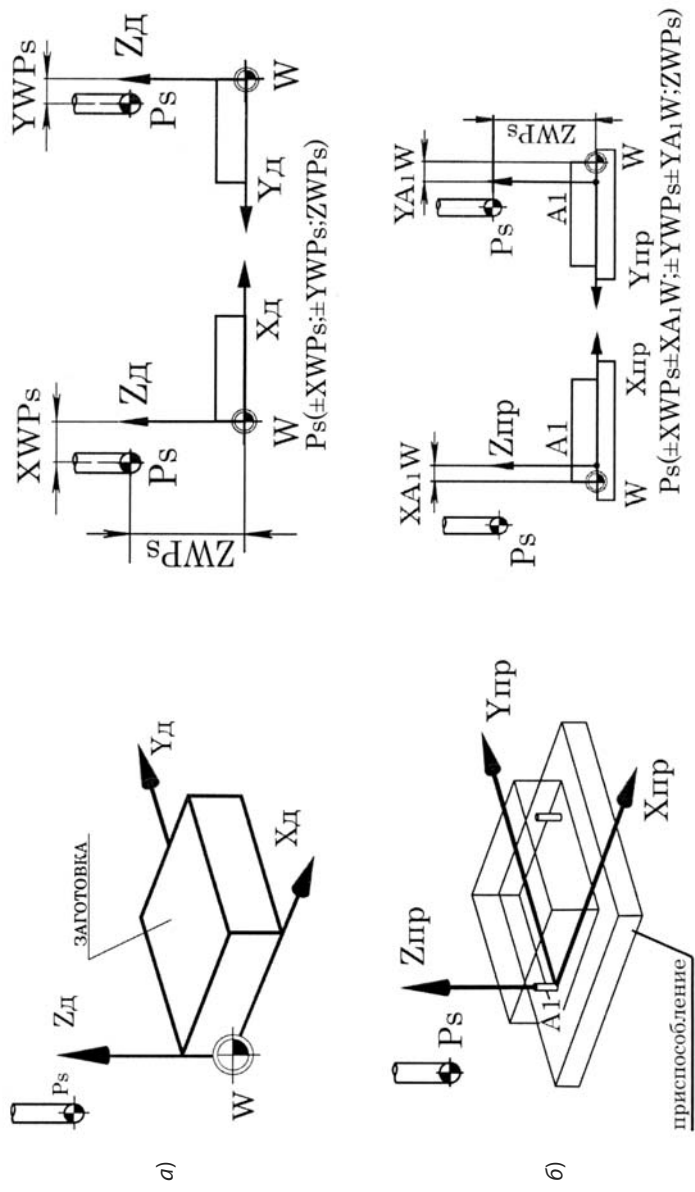 а)
Ps
Zд
ЗАГОТОВКА
Yд
Xд
W
XWPs
Zд
Ps
ZWPs
Xд
W
YWPs
Zд
Ps
Yд
W
Ps(±XWPs;±YWPs;ZWPs)
б)
Ps
Zпр
Yпр
A1
Xпр
приспособление
XA1W
Zпр
Ps
A1
W
Xпр
YA1W
Ps
ZWPs
A1
Yпр
W
Ps(±XWPs±XA1W;±YWPs±YA1W;ZWPs)